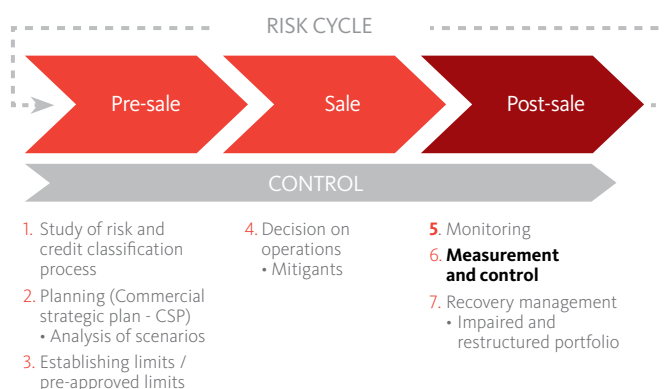 RISK CYCLE
Pre-sale
Sale
Post-sale
CONTROL
1. Study of risk and
credit classification
process
2. Planning (Commercial
strategic plan - CSP)
• Analysis of scenarios
3. Establishing limits /
pre-approved limits
4. Decision on
operations
• Mitigants
5. Monitoring
6. Measurement
and control
7. Recovery management
• Impaired and
restructured portfolio